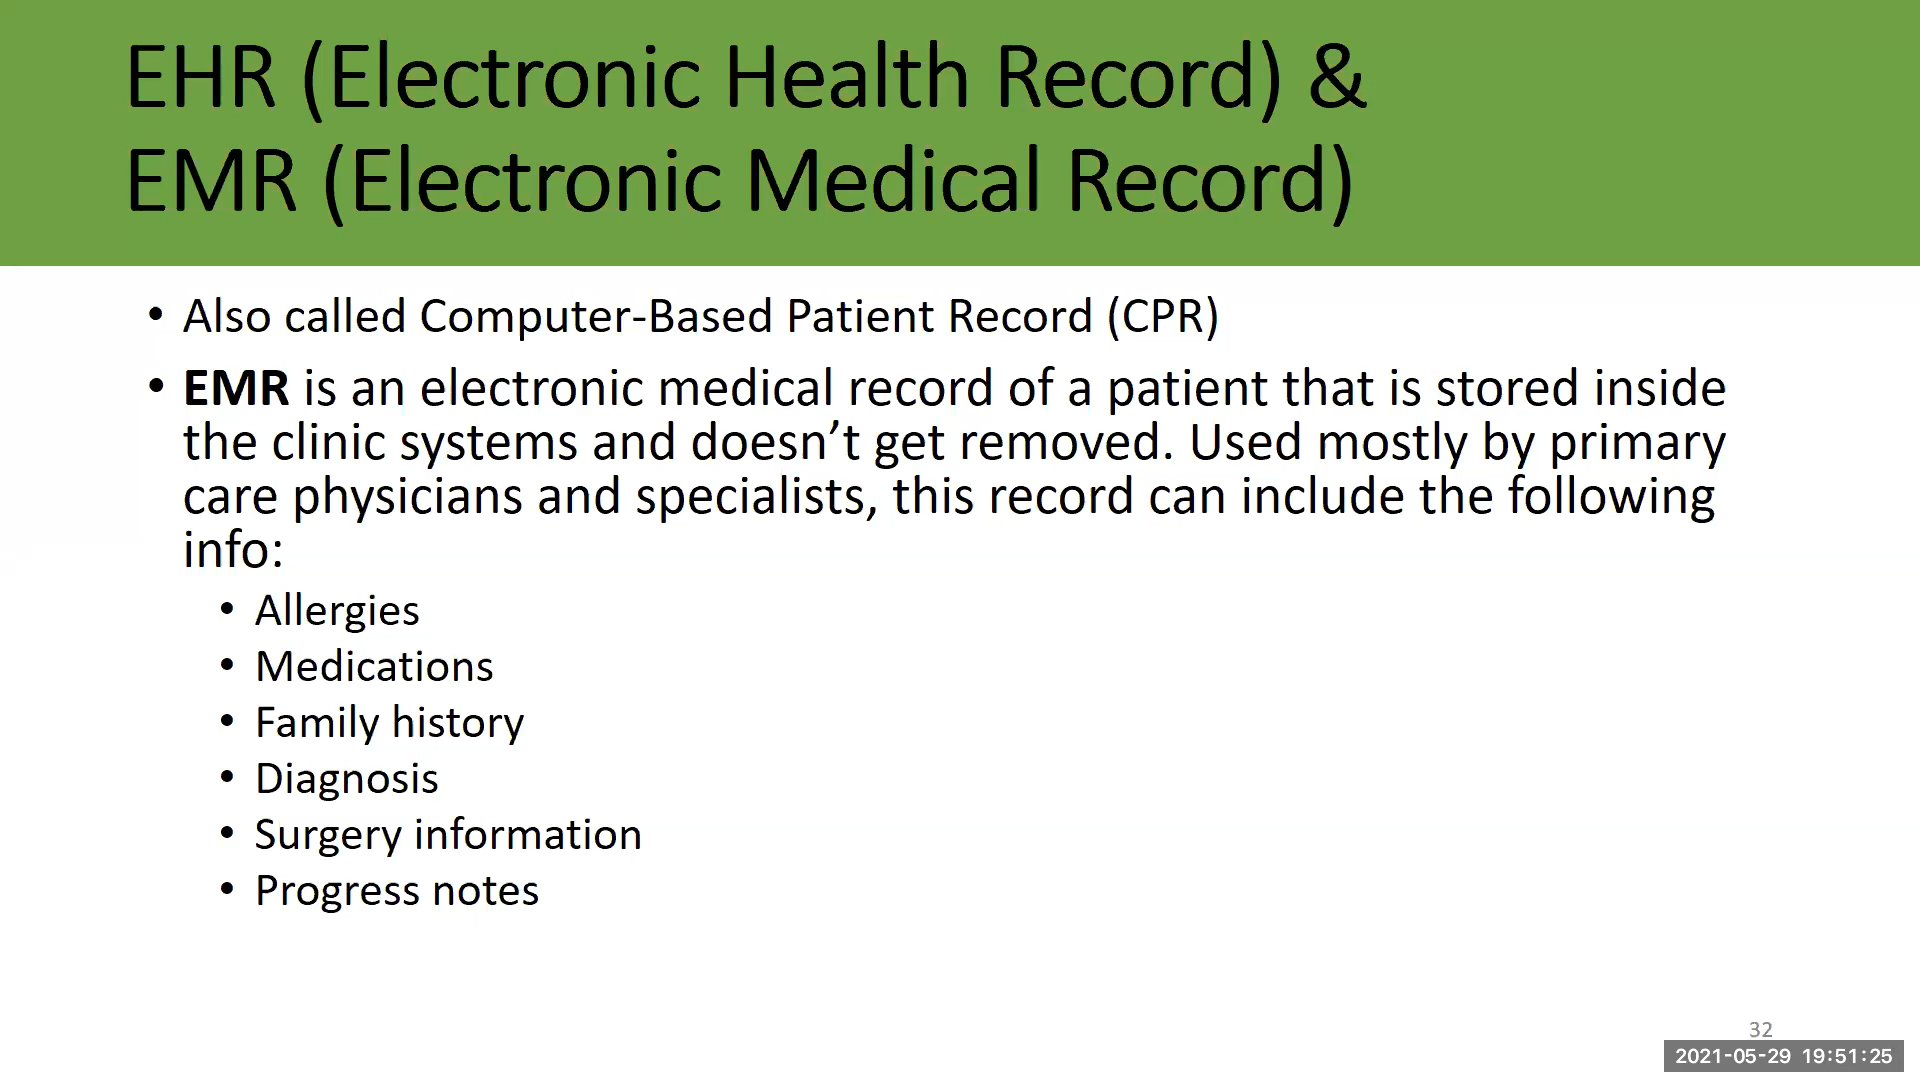 EHR (Electronic Health Record) &
EMR (Electronic Medical Record)
• Also called Computer-Based Patient Record (CPR)
• EMR is an electronic medical record of a patient that is stored inside
the clinic systems and doesn’t get removed. Used mostly by primary
care physicians and specialists, this record can include the following
info:
• Allergies
• Medications
• Family history
• Diagnosis
• Surgery information
• Progress notes
32
2021-05-29 19:51:25